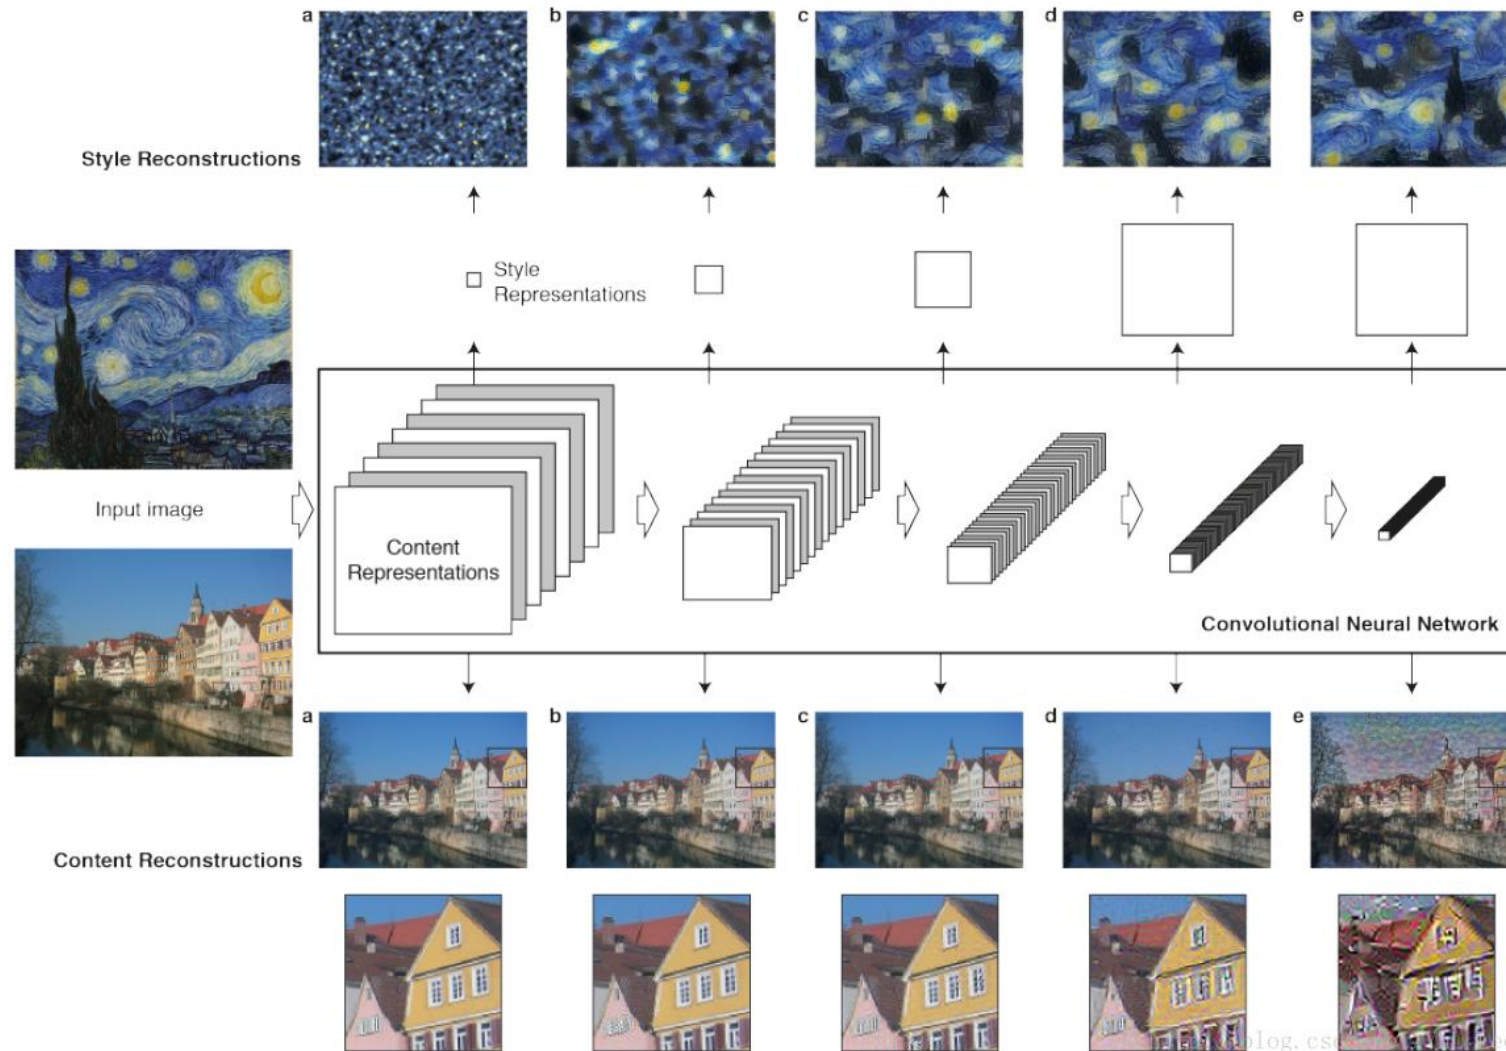 a b c d e
Style Reconstructions
Style
Representations
Input image
Content
Representations
Convolutional Neural Network
a b c d e
Content Reconstructions